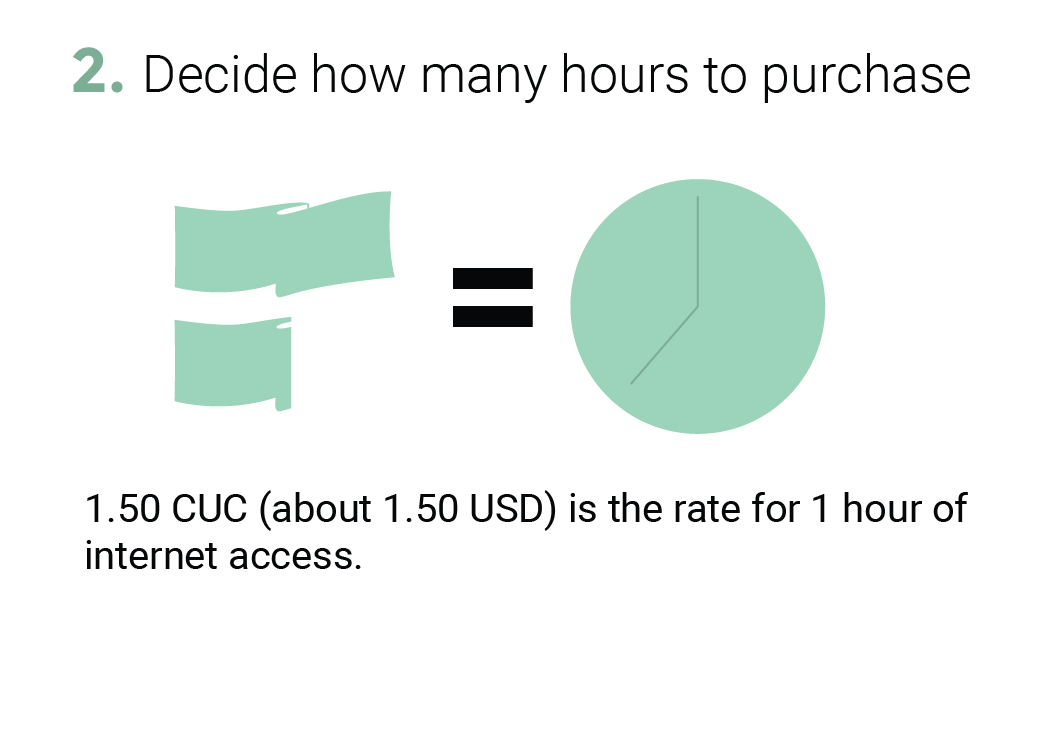 2. Decide how many hours to purchase
1.50 CUC (about 1.50 USD) is the rate for 1 hour of
internet access.